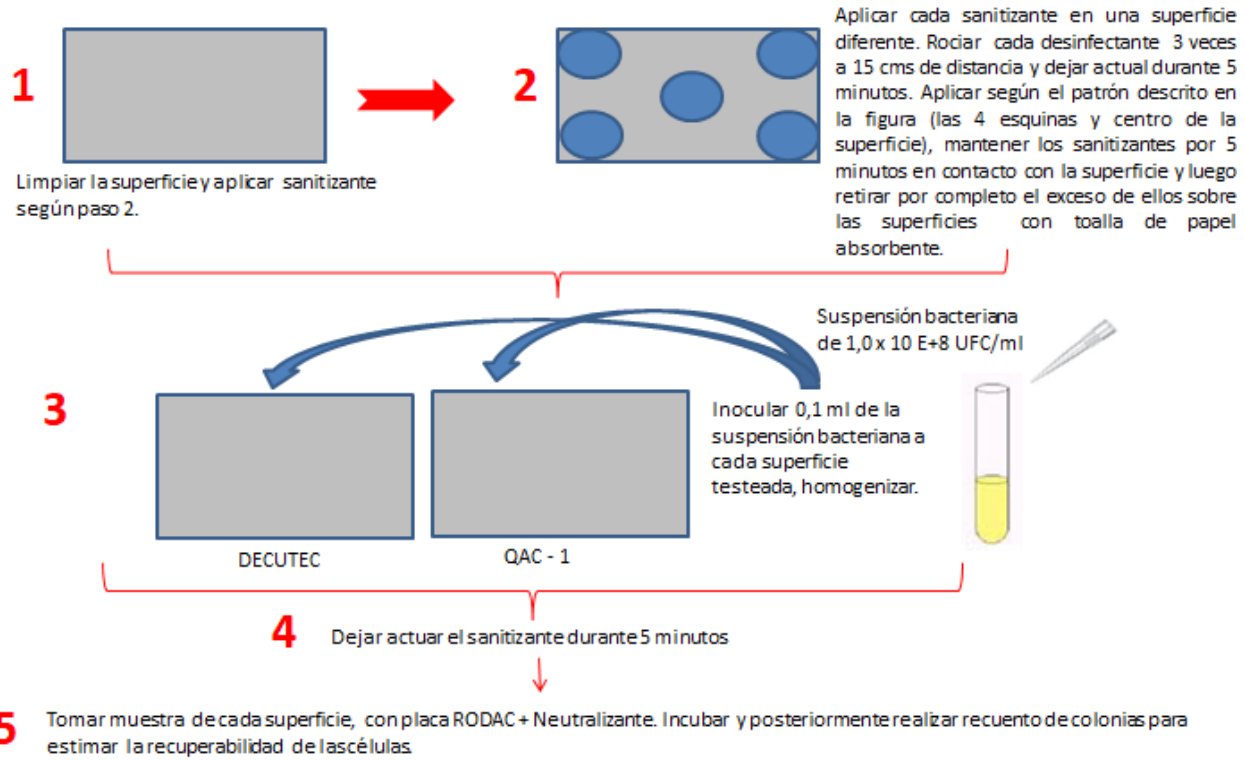 1
2
Aplicar cada sanitizante en una superficie
diferente. Rociar cada desinfectante 3 veces
a 15 cms de distancia y dejar actual durante 5
minutos. Aplicar según el patrón descrito en
la figura (las 4 esquinas y centro de la
superficie), mantener los sanitizantes por 5
minutos en contacto con la superficie y luego
retirar por completo el exceso de ellos sobre
las superficies con toalla de papel
absorbente.
Limpiar la superficie y aplicar sanitizante
según paso 2.
3
Suspensión bacteriana
de 1,0 x 10 E+8 UFC/ml
Inocular 0,1 ml de la
suspensión bacteriana a
cada superficie
testeada, homogenizar.
DECUTEC
QAC - 1
4
Dejar actuar el sanitizante durante 5 minutos
5
Tomar muestra de cada superficie, con placa RODAC + Neutralizante. Incubar y posteriormente realizar recuento de colonias para
estimar la recuperabilidad de las células.